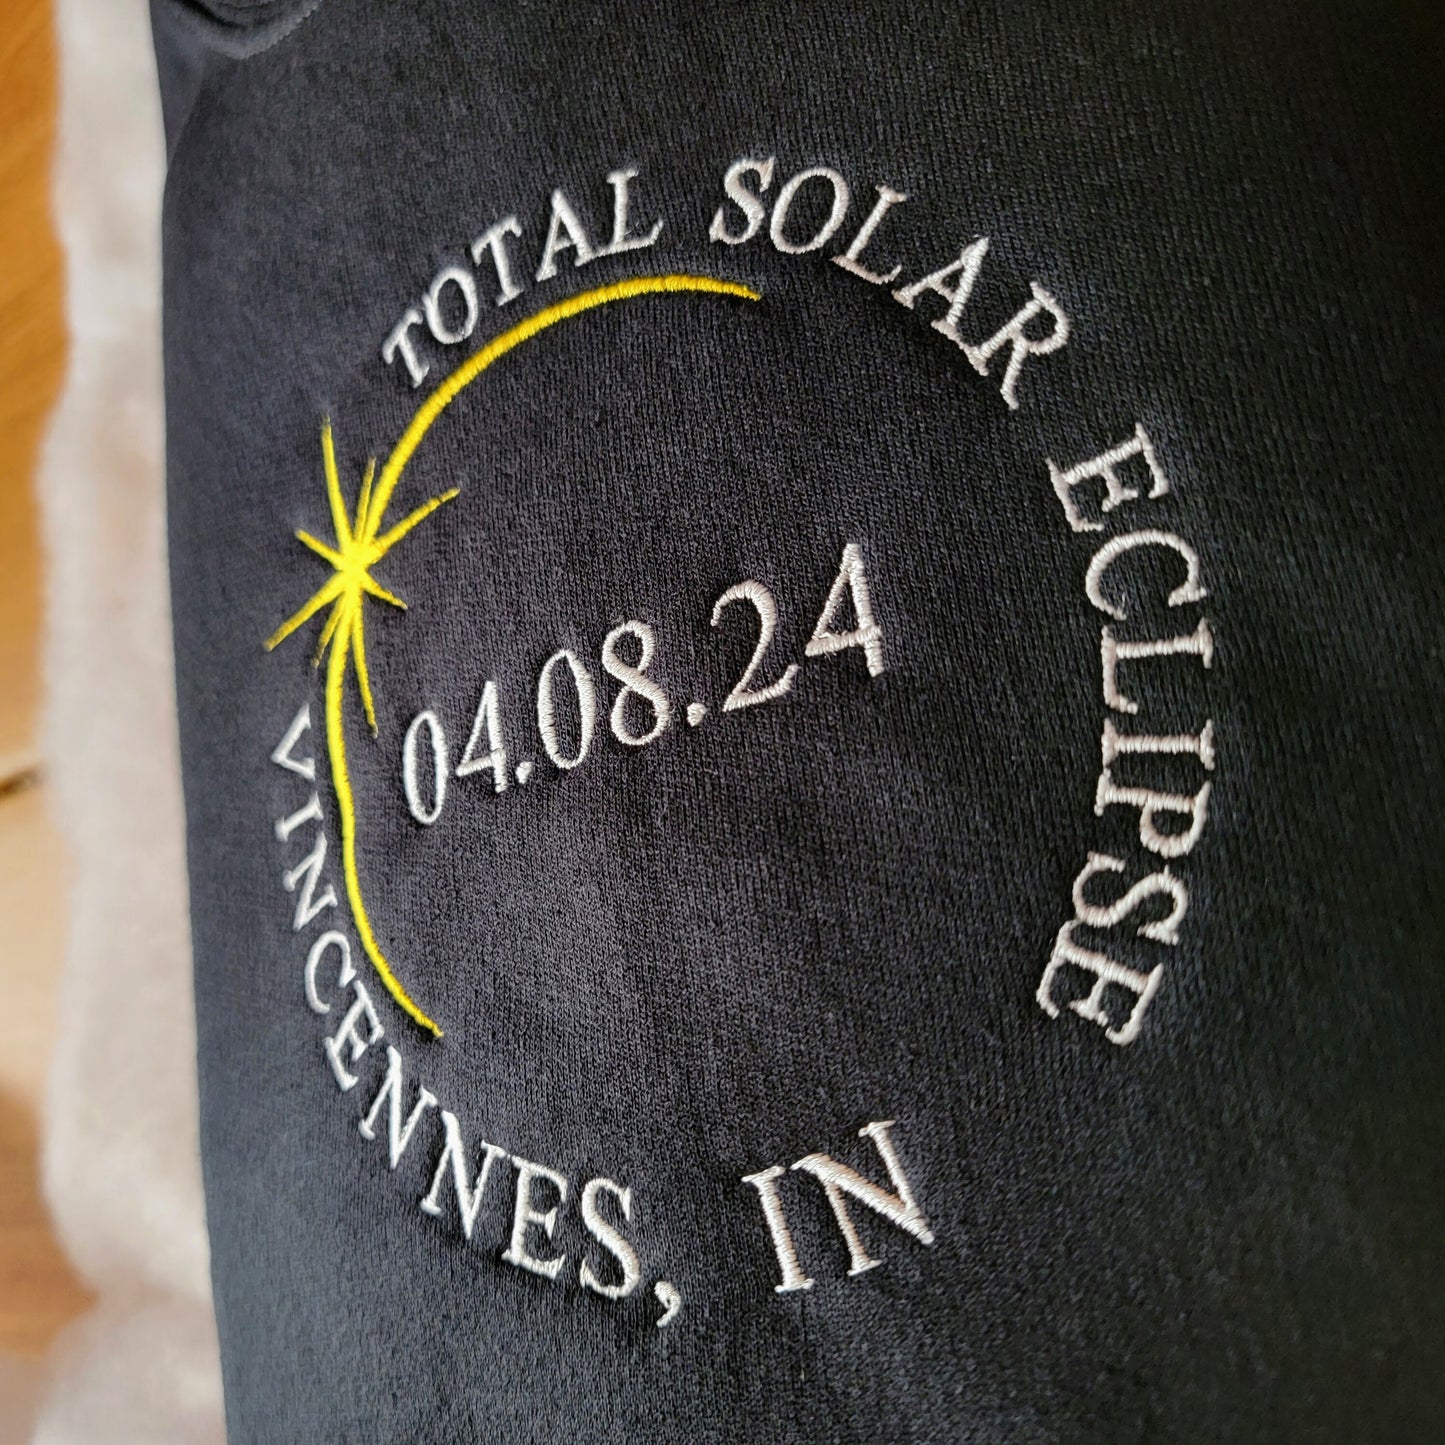 TOTAL SOLAR ECLIPSE
04.08.24
VINCENNES, IN